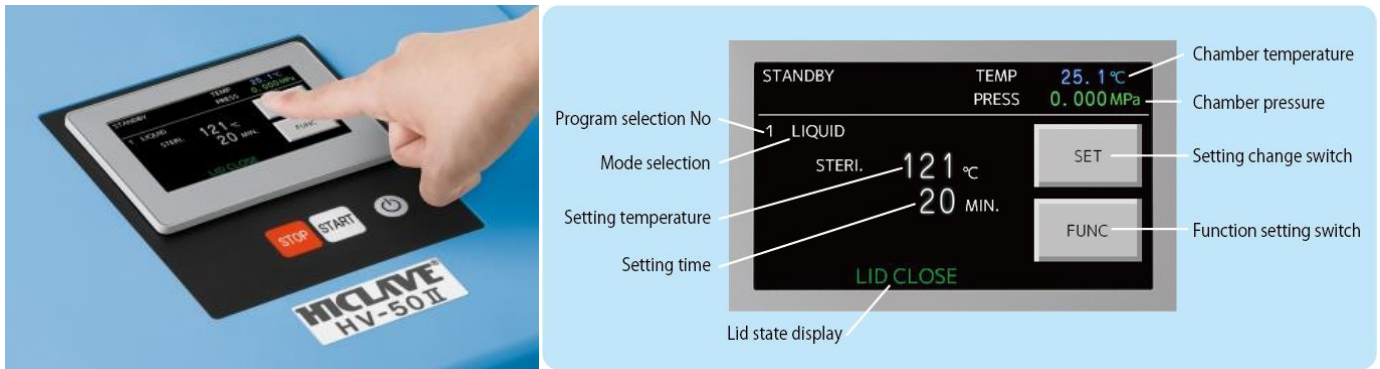 STANDBY
TEMP 25.1℃
PRESS 0.000MPa
1 LIQUID
STERI. 121℃
20 MIN.
FUNC
LID CLOSE
STOP
START
HICLAVE®
HV-50Ⅱ
STANDBY
TEMP 25.1℃
PRESS 0.000MPa
1 LIQUID
STERI. 121℃
20 MIN.
SET
FUNC
LID CLOSE
Program selection No
Mode selection
Setting temperature
Setting time
Lid state display
Chamber temperature
Chamber pressure
Setting change switch
Function setting switch